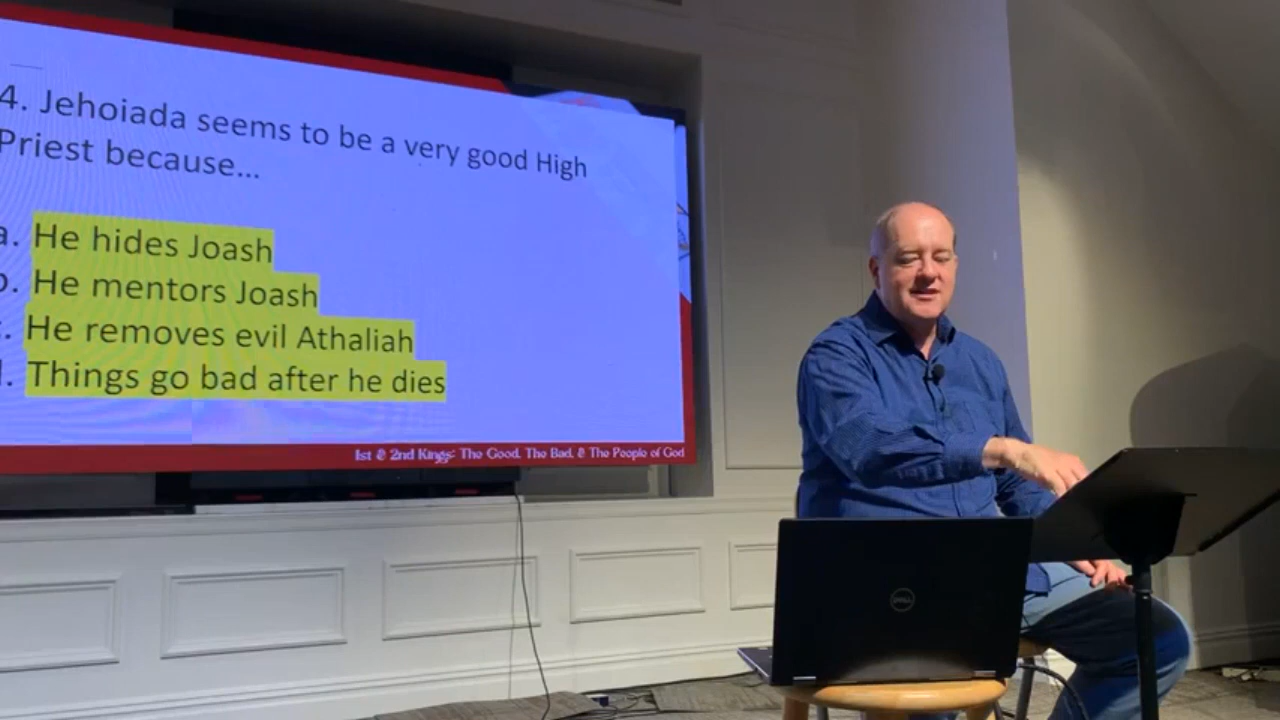 4. Jehoiada seems to be a very good High
Priest because...
a. He hides Joash
b. He mentors Joash
c. He removes evil Athaliah
d. Things go bad after he dies
1st & 2nd Kings: The Good, The Bad, & The People of God
DELL